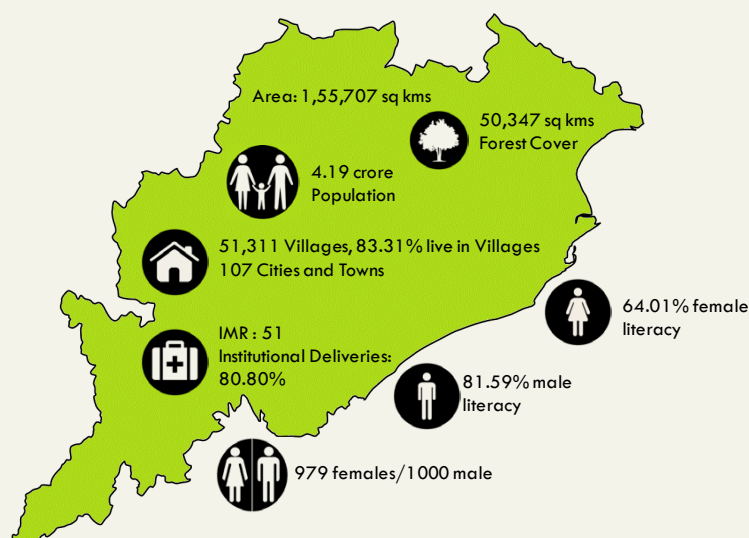 Area: 1,55,707 sq kms
50,347 sq kms
Forest Cover
4.19 crore
Population
51,311 Villages, 83.31% live in Villages
107 Cities and Towns
64.01% female
literacy
IMR : 51
Institutional Deliveries:
80.80%
81.59% male
literacy
979 females/1000 male